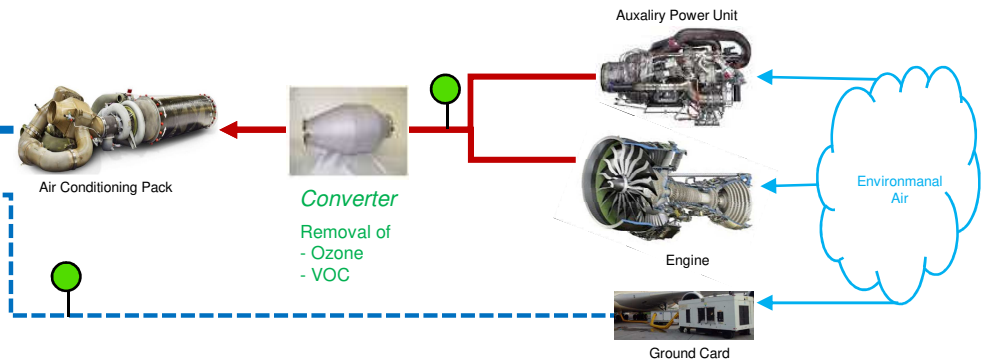 Auxaliry Power Unit
Air Conditioning Pack
Converter
Removal of
- Ozone
- VOC
Engine
Environmanal
Air
Ground Card